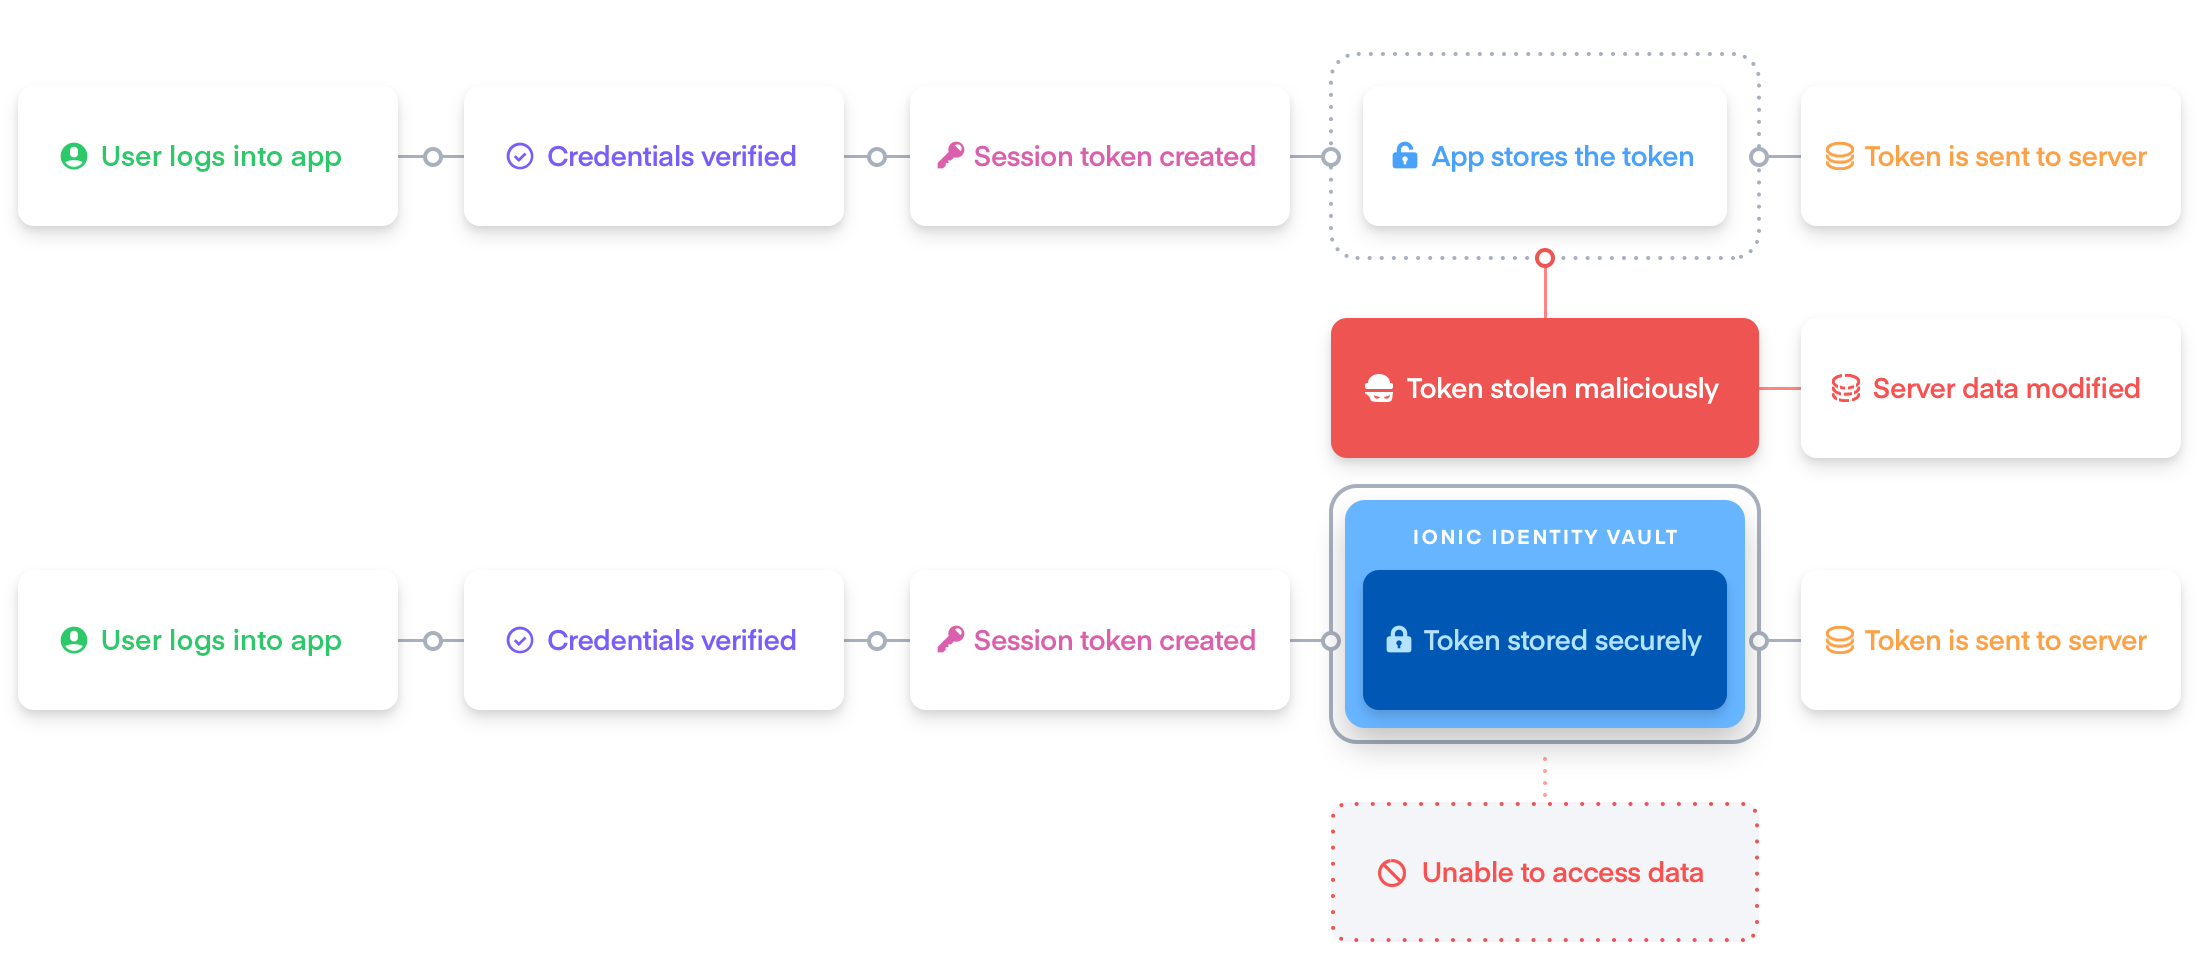 User logs into app
Credentials verified
Session token created
App stores the token
Token is sent to server
Token stolen maliciously
Server data modified
IONIC IDENTITY VAULT
User logs into app
Credentials verified
Session token created
Token stored securely
Token is sent to server
Unable to access data